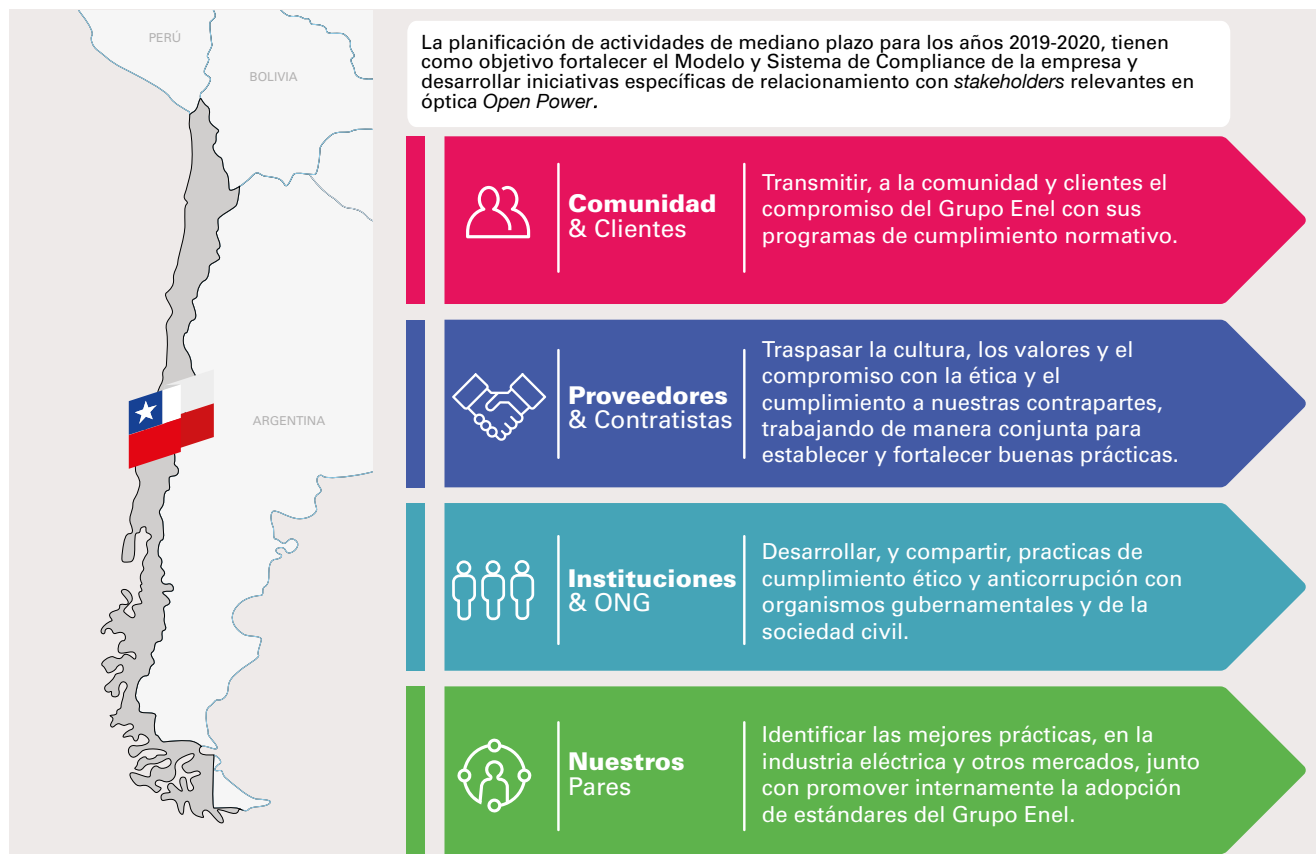 PERÚ
BOLIVIA
ARGENTINA
La planificación de actividades de mediano plazo para los años 2019-2020, tienen
como objetivo fortalecer el Modelo y Sistema de Compliance de la empresa y
desarrollar iniciativas específicas de relacionamiento con stakeholders relevantes en
óptica Open Power.
Comunidad
& Clientes
Transmitir, a la comunidad y clientes el
compromiso del Grupo Enel con sus
programas de cumplimiento normativo.
Proveedores
& Contratistas
Traspasar la cultura, los valores y el
compromiso con la ética y el
cumplimiento a nuestras contrapartes,
trabajando de manera conjunta para
establecer y fortalecer buenas prácticas.
Instituciones
& ONG
Desarrollar, y compartir, practicas de
cumplimiento ético y anticorrupción con
organismos gubernamentales y de la
sociedad civil.
Nuestros
Pares
Identificar las mejores prácticas, en la
industria eléctrica y otros mercados, junto
con promover internamente la adopción
de estándares del Grupo Enel.